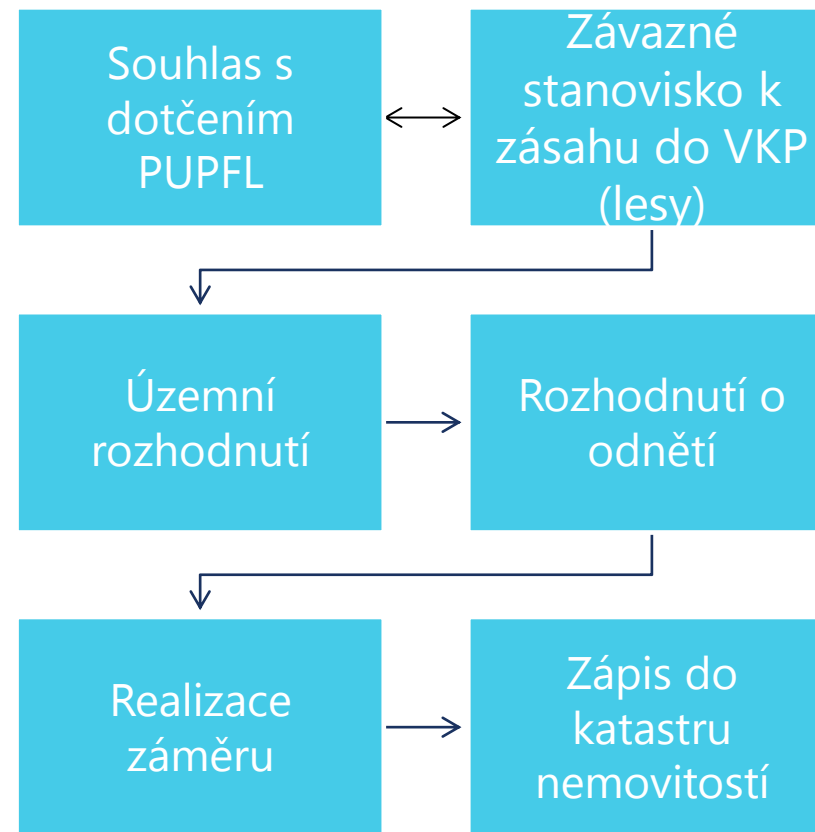 Souhlas s
dotčením
PUPFL
Závazné
stanovisko k
zásahu do VKP
(lesy)
Územní
rozhodnutí
Rozhodnutí o
odnětí
Realizace
záměru
Zápis do
katastru
nemovitostí